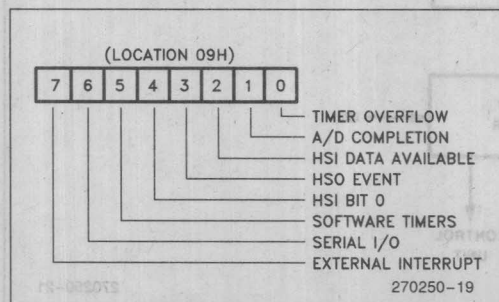 (LOCATION 09H)
7 6 5 4 3 2 1 0
TIMER OVERFLOW
A/D COMPLETION
HSI DATA AVAILABLE
HSO EVENT
HSI BIT 0
SOFTWARE TIMERS
SERIAL I/O
EXTERNAL INTERRUPT
270250-19